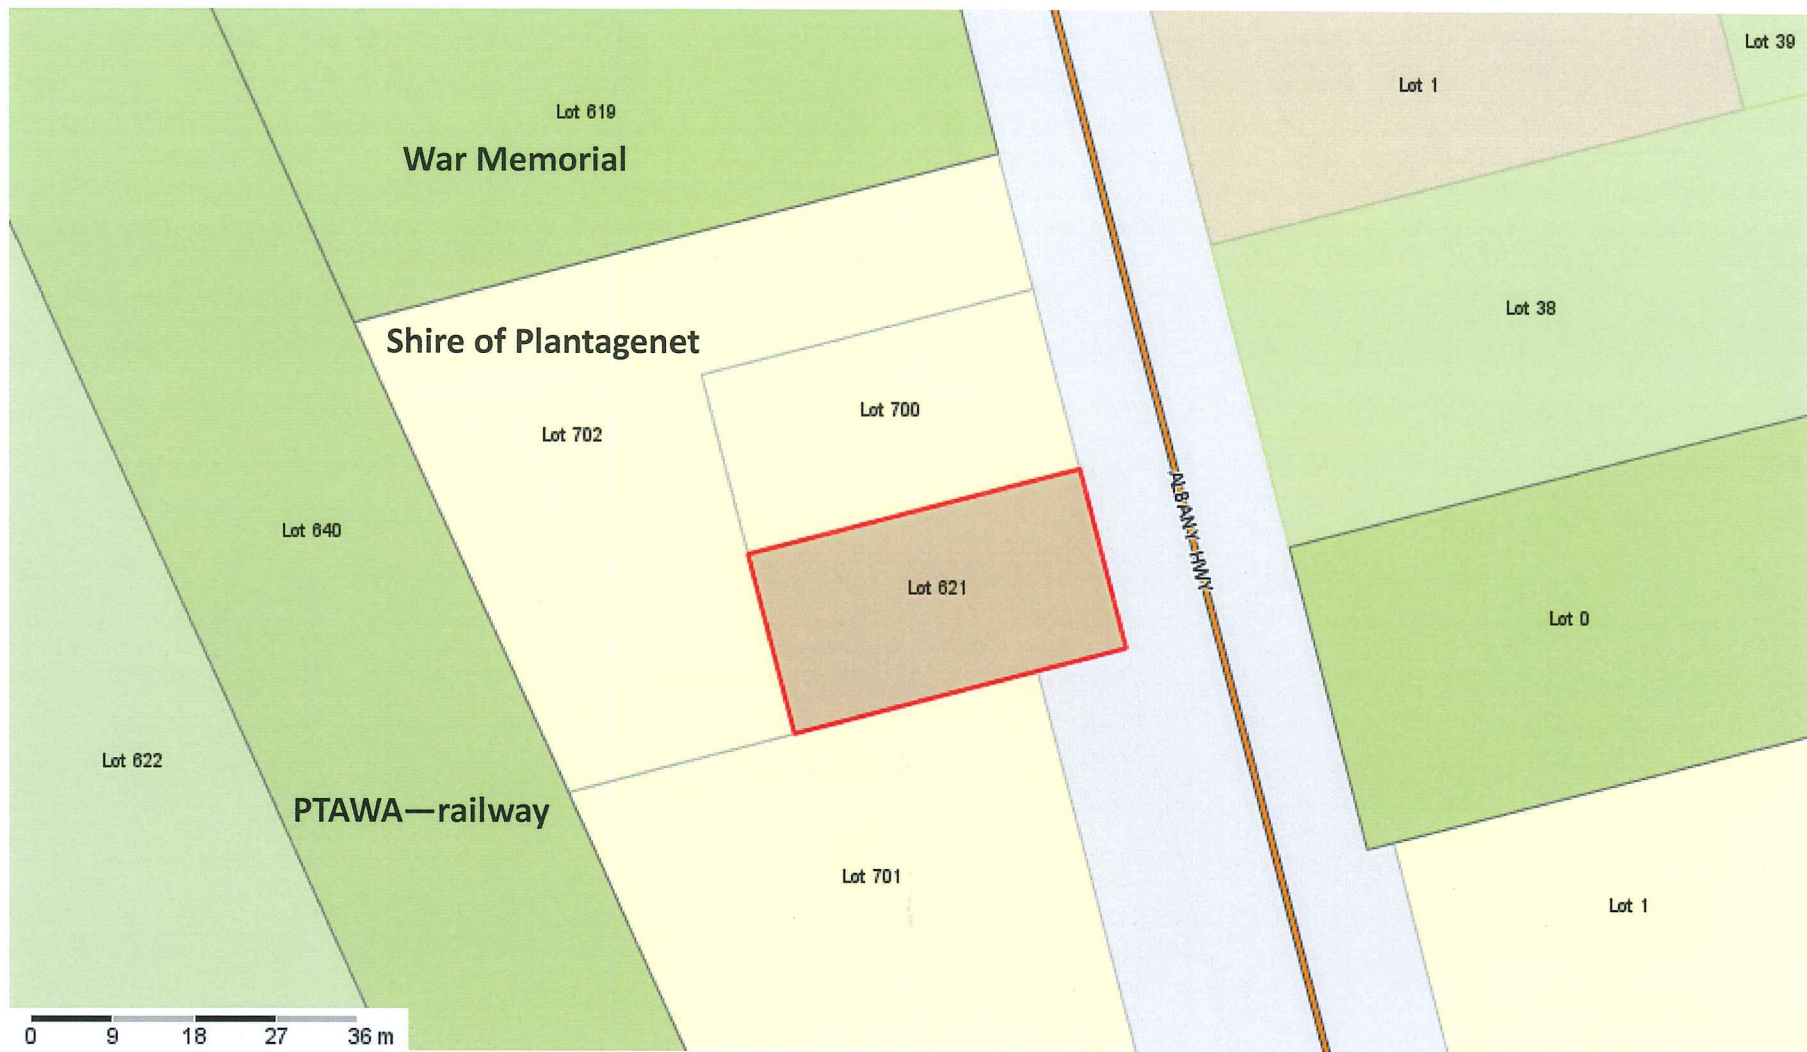 Lot 39
Lot 1
Lot 619
War Memorial
Lot 38
Shire of Plantagenet
Lot 700
Lot 702
ALBANY HWY
Lot 640
Lot 621
Lot 0
Lot 622
PTAWA—railway
Lot 701
Lot 1
0 9 18 27 36 m